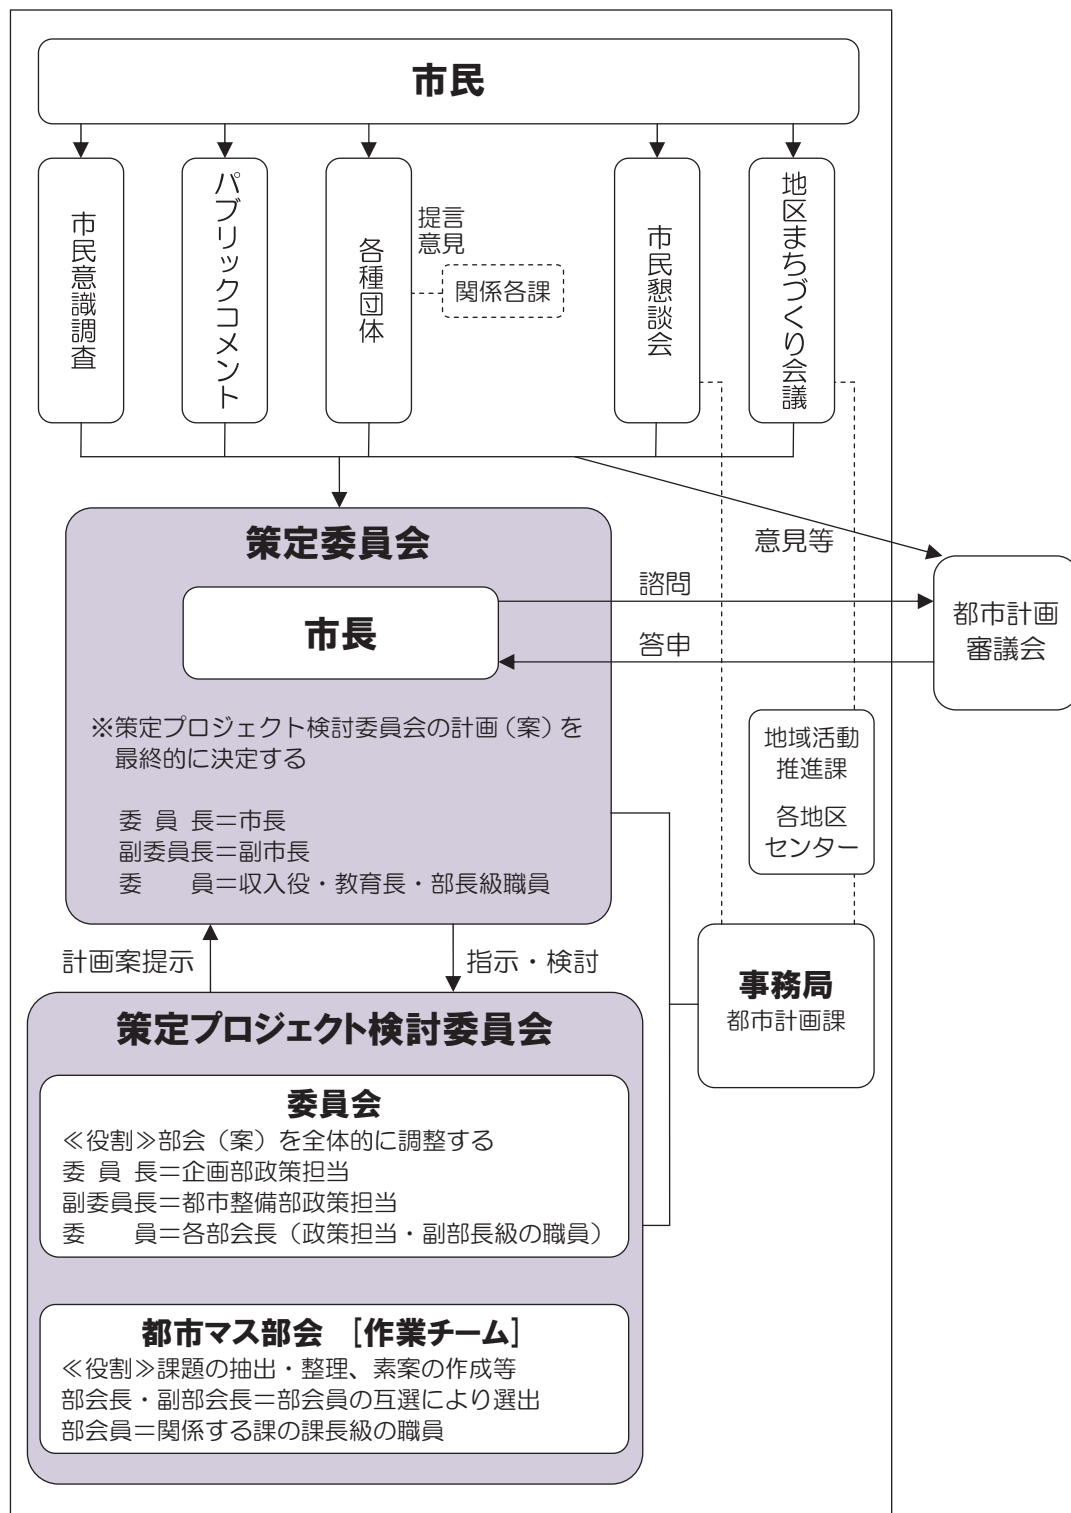 市民
市民意識調査
パブリックコメント
各種団体
提言
意見
関係各課
市民懇談会
地区まちづくり会議
策定委員会
市長
※策定プロジェクト検討委員会の計画（案）を
最終的に決定する
委 員 長＝市長
副委員長＝副市長
委　　員＝収入役・教育長・部長級職員
意見等
諮問
答申
都市計画
審議会
地域活動
推進課
各地区
センター
計画案提示
指示・検討
事務局
都市計画課
策定プロジェクト検討委員会
委員会
≪役割≫部会（案）を全体的に調整する
委 員 長＝企画部政策担当
副委員長＝都市整備部政策担当
委　　員＝各部会長（政策担当・副部長級の職員）
都市マス部会　［作業チーム］
≪役割≫課題の抽出・整理、素案の作成等
部会長・副部会長＝部会員の互選により選出
部会員＝関係する課の課長級の職員